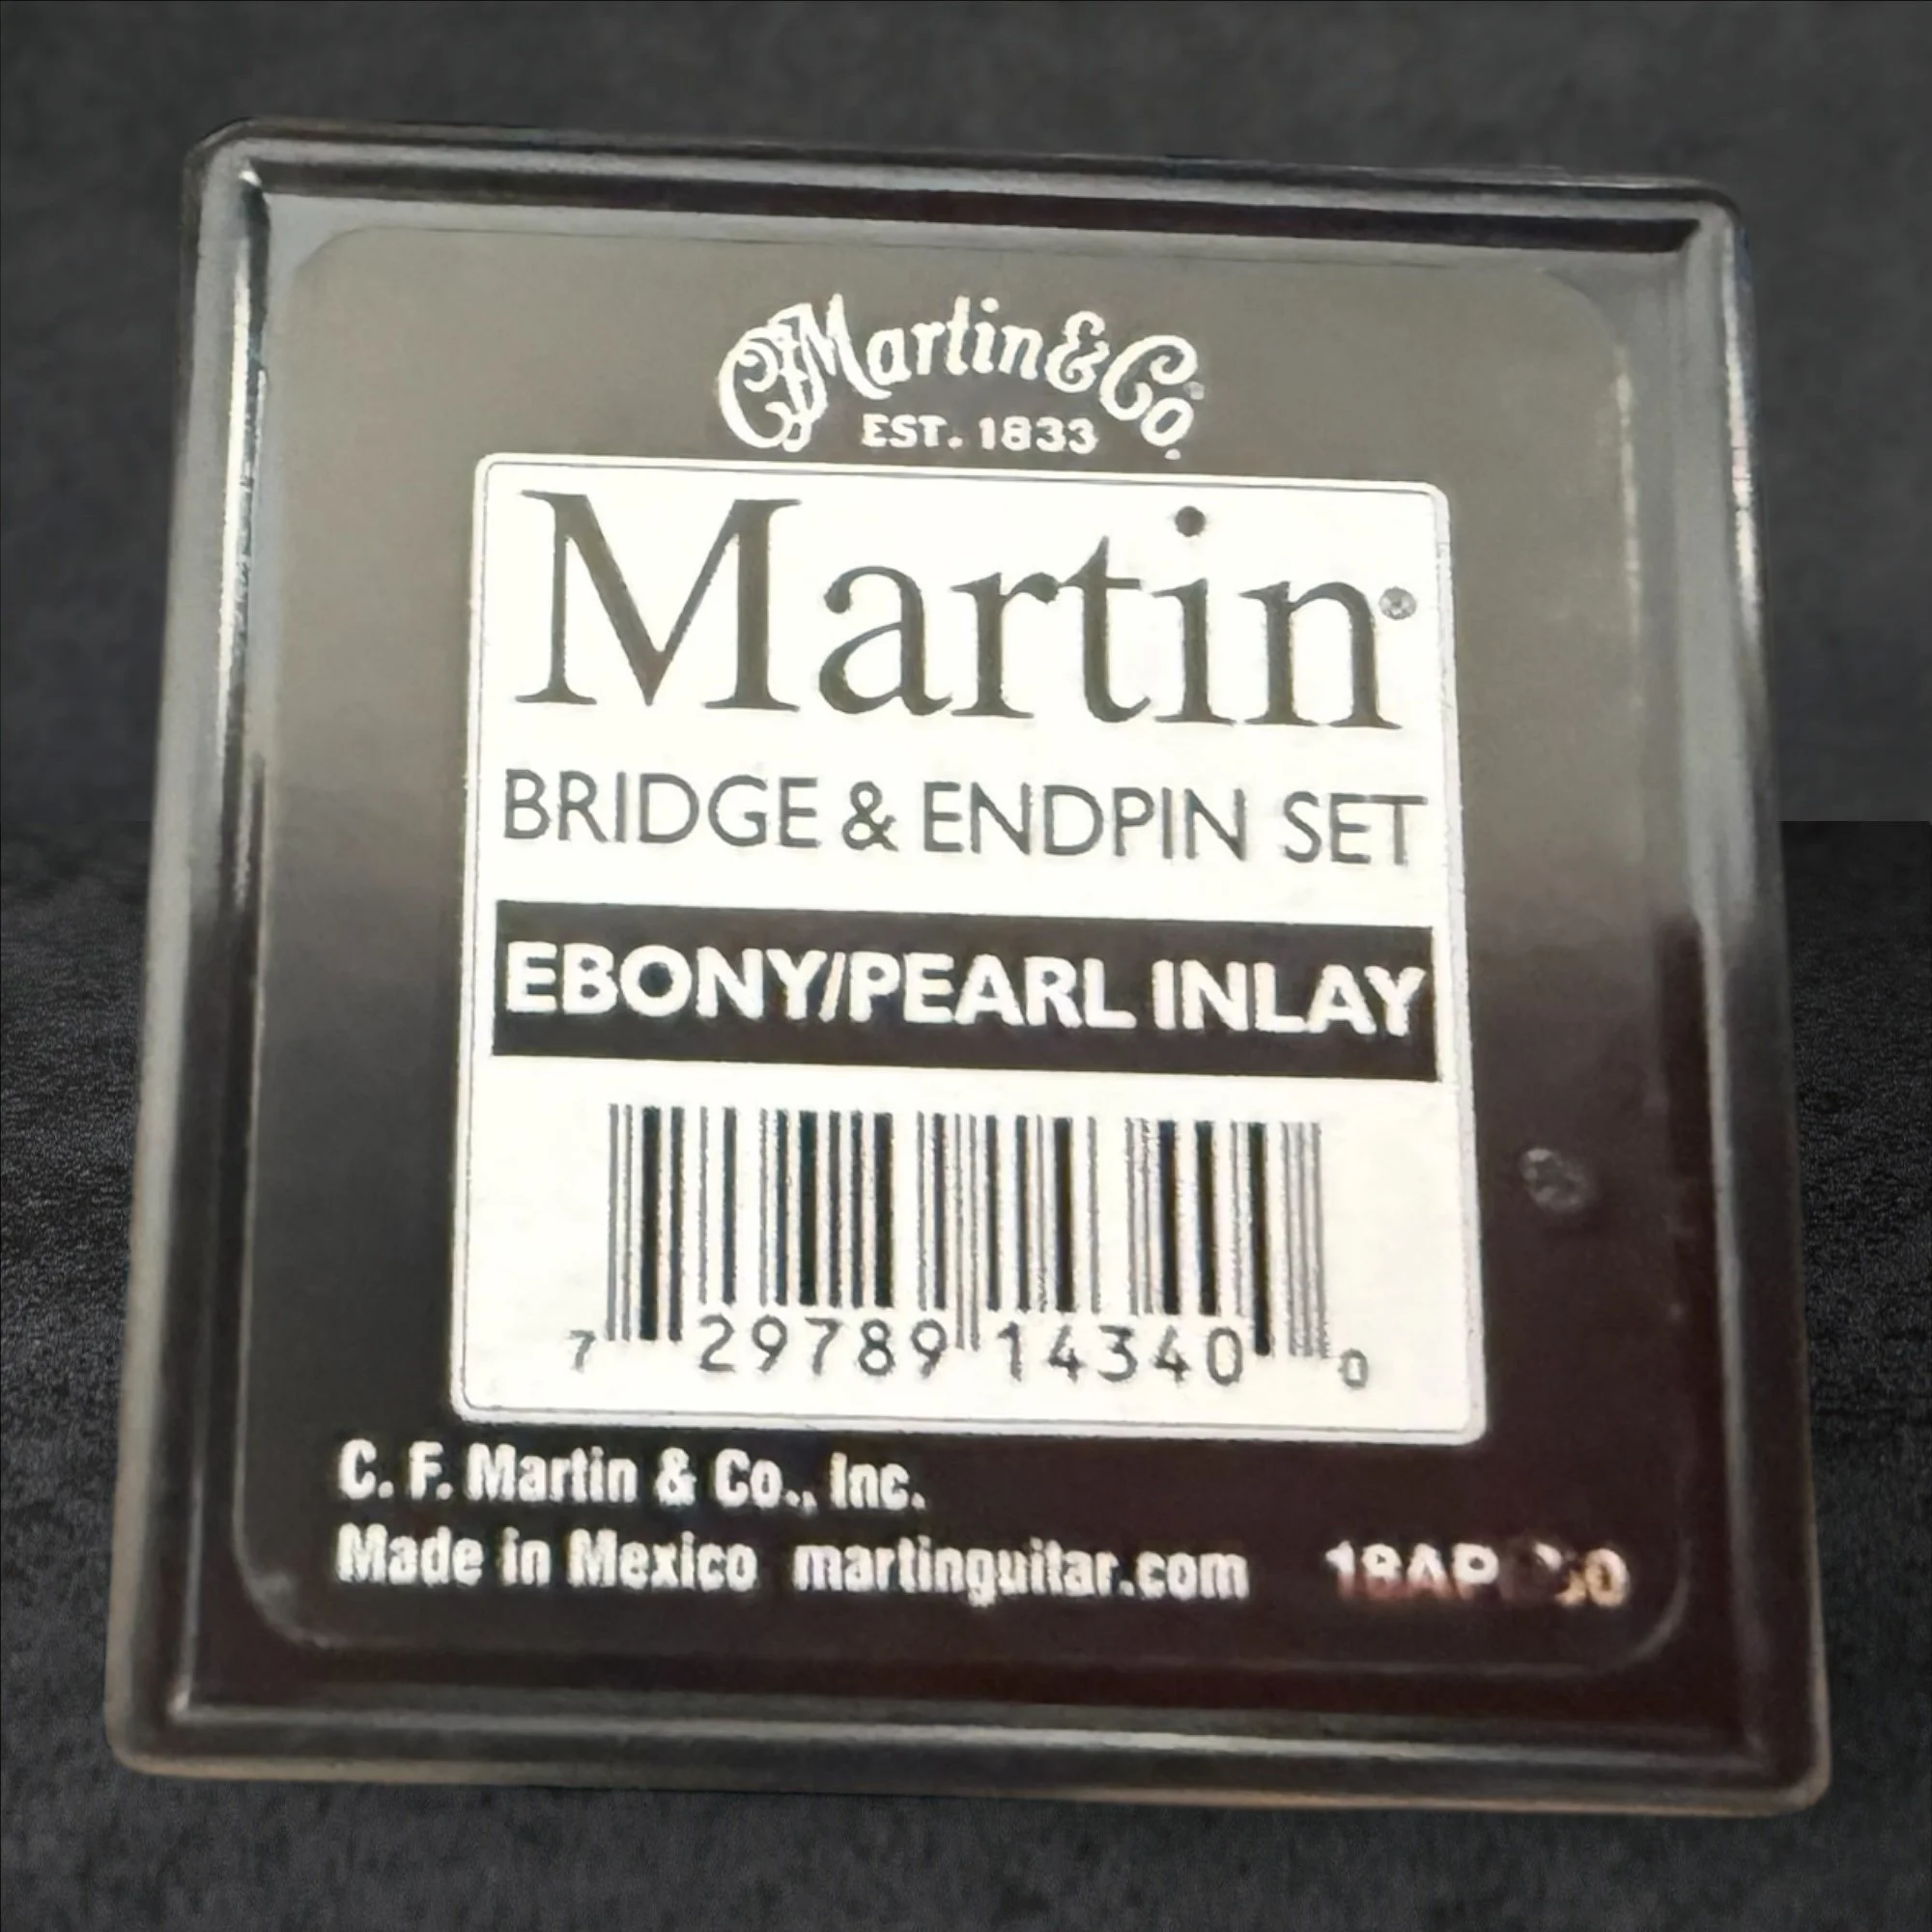 CFMartin & Co.
EST. 1833
Martin®
BRIDGE & ENDPIN SET
EBONY/PEARL INLAY
7 29789 14340 0
C. F. Martin & Co., Inc.
Made in Mexico martinguitar.com